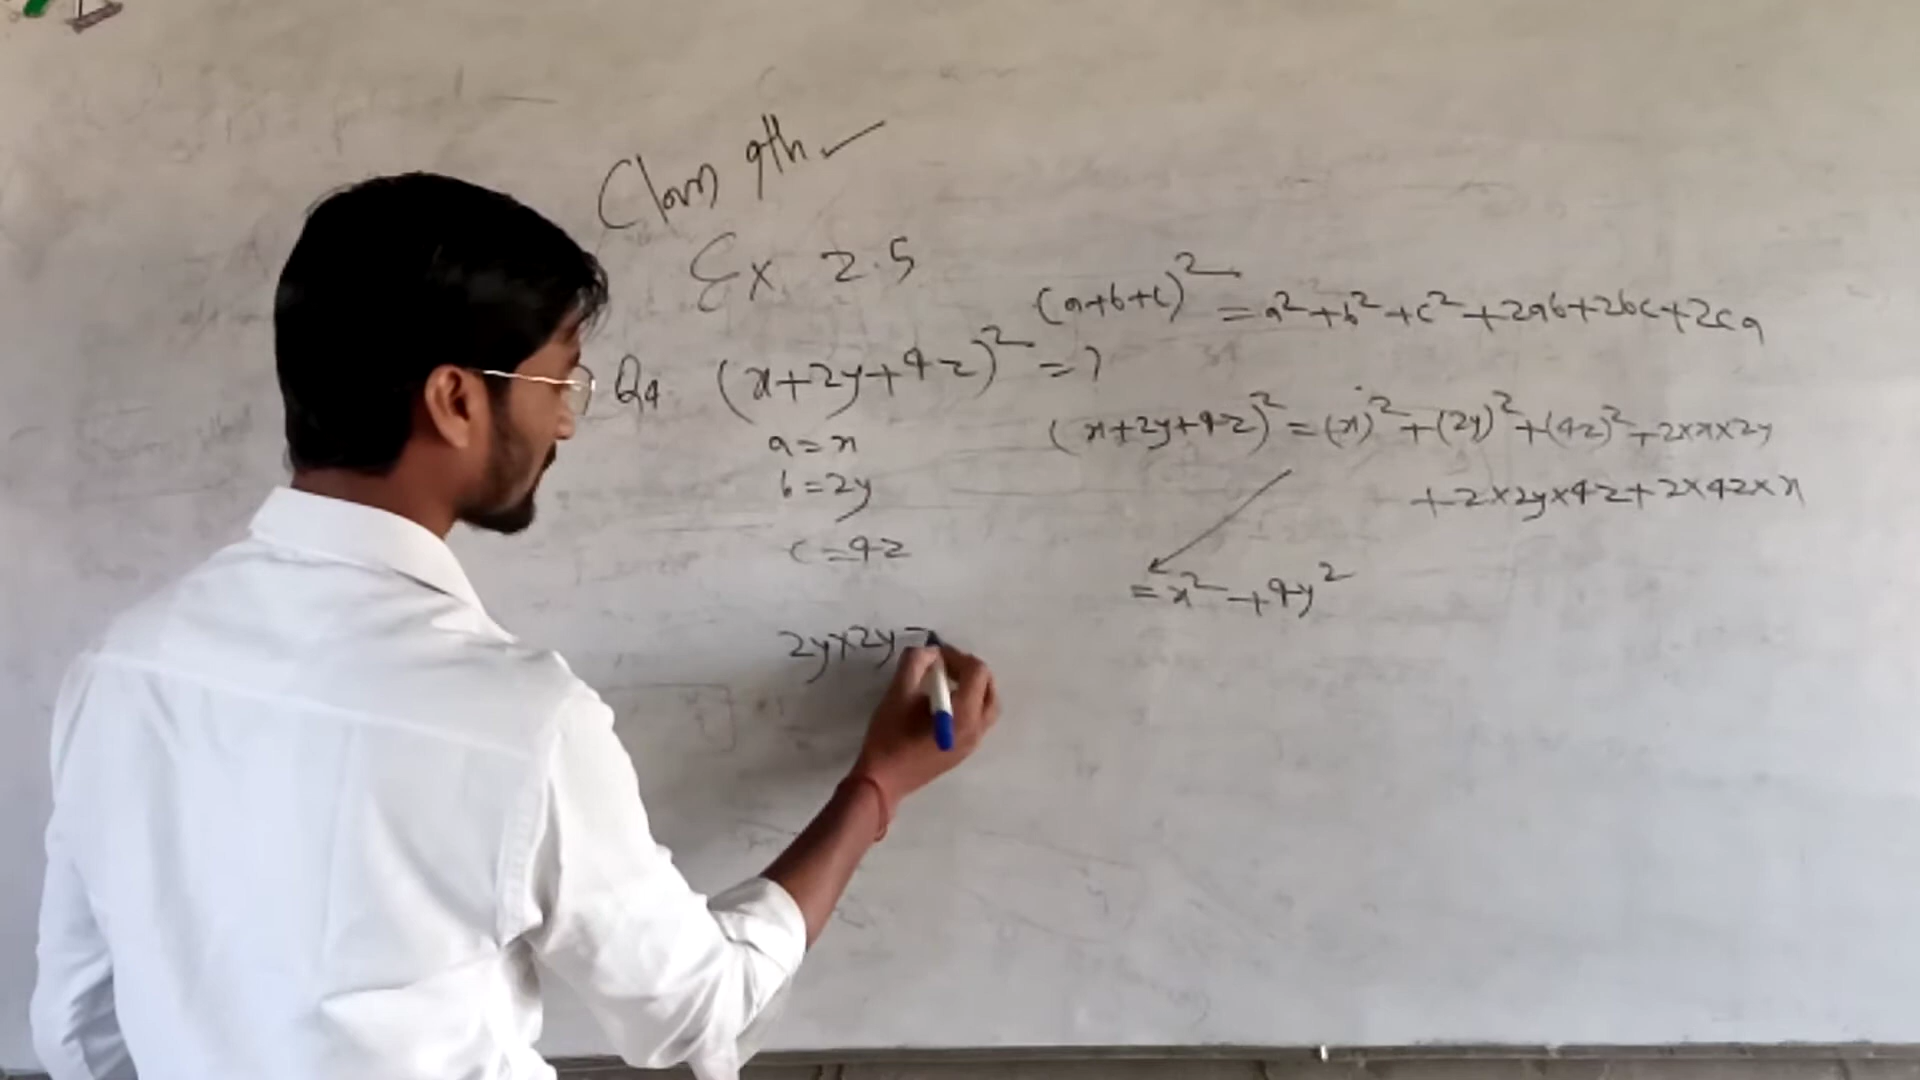 Class 9th ✓
Ex 2.5
(a+b+c)² = a²+b²+c²+2ab+2bc+2ca
Q4. (x+2y+4z)² = ?
a = x
b = 2y
c = 4z
(x+2y+4z)² = (x)²+(2y)²+(4z)²+2×x×2y
+2×2y×4z+2×4z×x
= x²+4y²
2y×2y=